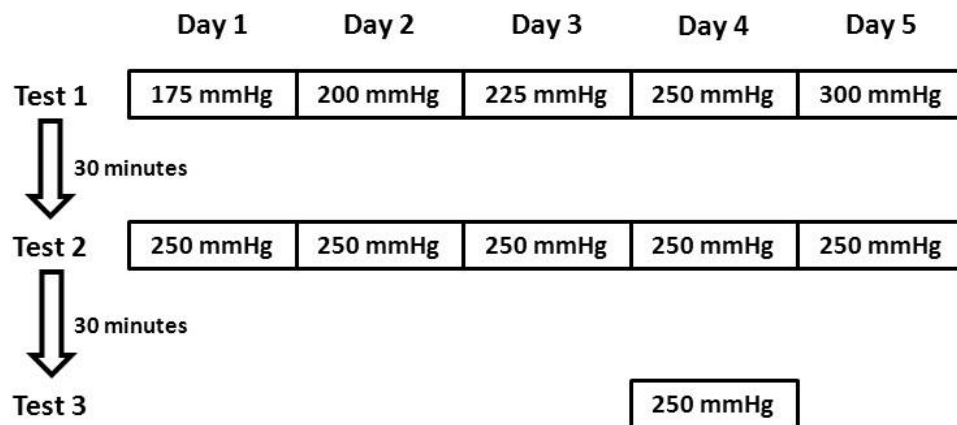 Day 1 Day 2 Day 3 Day 4 Day 5
Test 1 175 mmHg 200 mmHg 225 mmHg 250 mmHg 300 mmHg
30 minutes
Test 2 250 mmHg 250 mmHg 250 mmHg 250 mmHg 250 mmHg
30 minutes
Test 3 250 mmHg